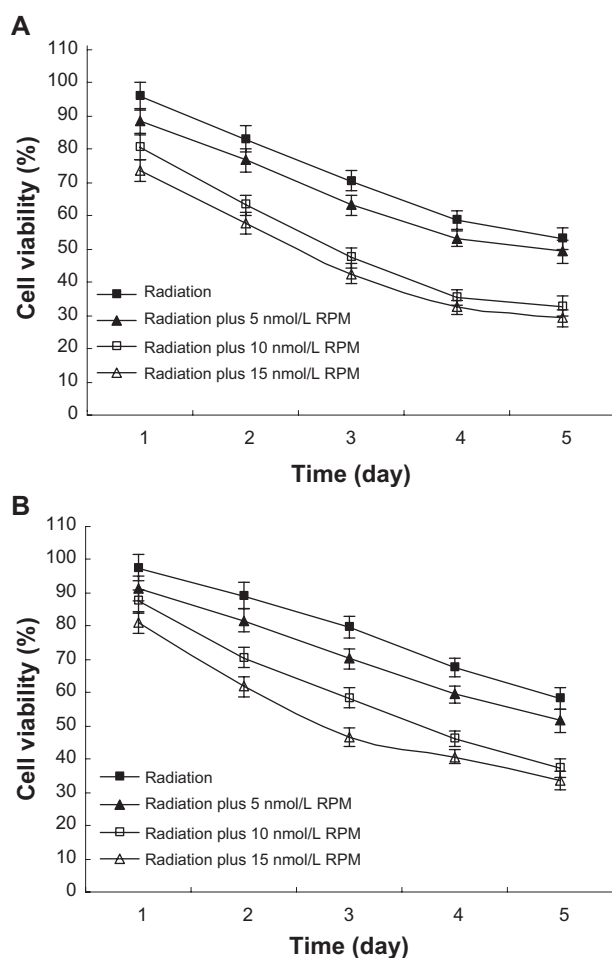 A
Cell viability (%)
110
100
90
80
70
60
50
40
30
20
10
0
Radiation
Radiation plus 5 nmol/L RPM
Radiation plus 10 nmol/L RPM
Radiation plus 15 nmol/L RPM
1 2 3 4 5
Time (day)
B
Cell viability (%)
110
100
90
80
70
60
50
40
30
20
10
0
Radiation
Radiation plus 5 nmol/L RPM
Radiation plus 10 nmol/L RPM
Radiation plus 15 nmol/L RPM
1 2 3 4 5
Time (day)